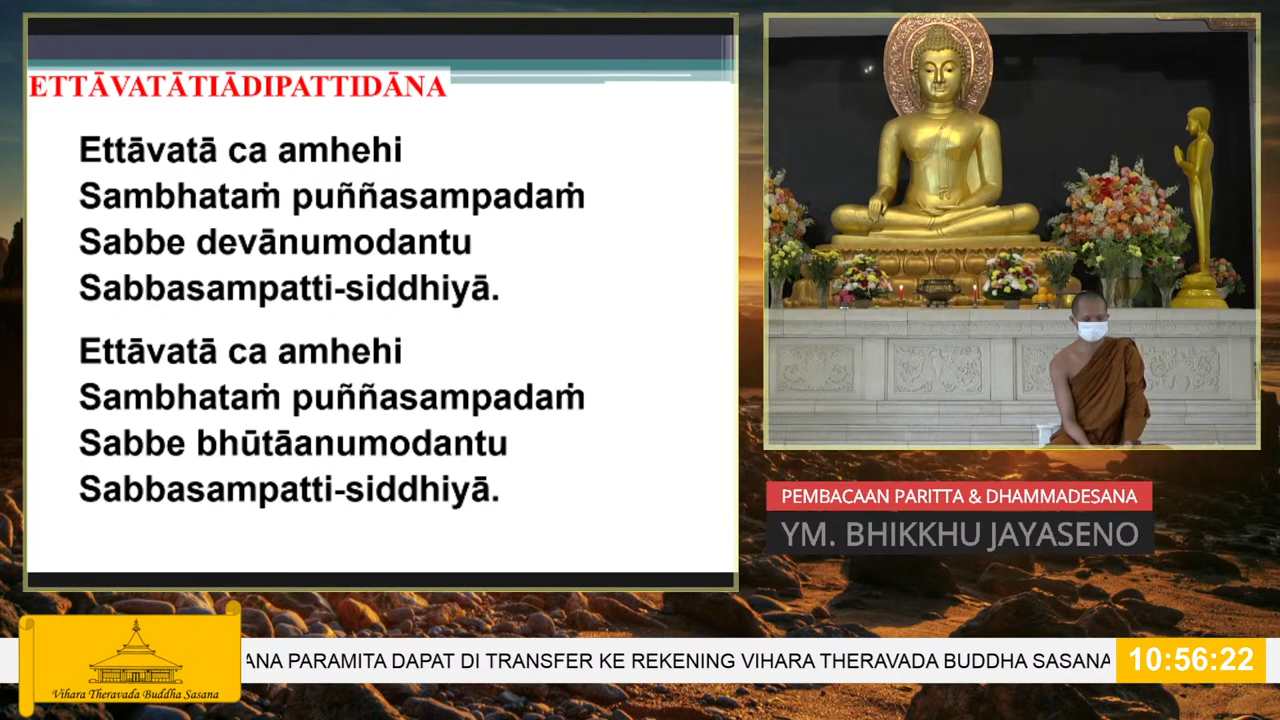 ETTĀVATĀTIĀDIPATTIDĀNA
Ettāvatā ca amhehi
Sambhataṁ puññasampadaṁ
Sabbe devānumodantu
Sabbasampatti-siddhiyā.
Ettāvatā ca amhehi
Sambhataṁ puññasampadaṁ
Sabbe bhūtāanumodantu
Sabbasampatti-siddhiyā.
PEMBACAAN PARITTA & DHAMMADESANA
YM. BHIKKHU JAYASENO
Vihara Theravada Buddha Sasana
ANA PARAMITA DAPAT DI TRANSFER KE REKENING VIHARA THERAVADA BUDDHA SASANA
10:56:22